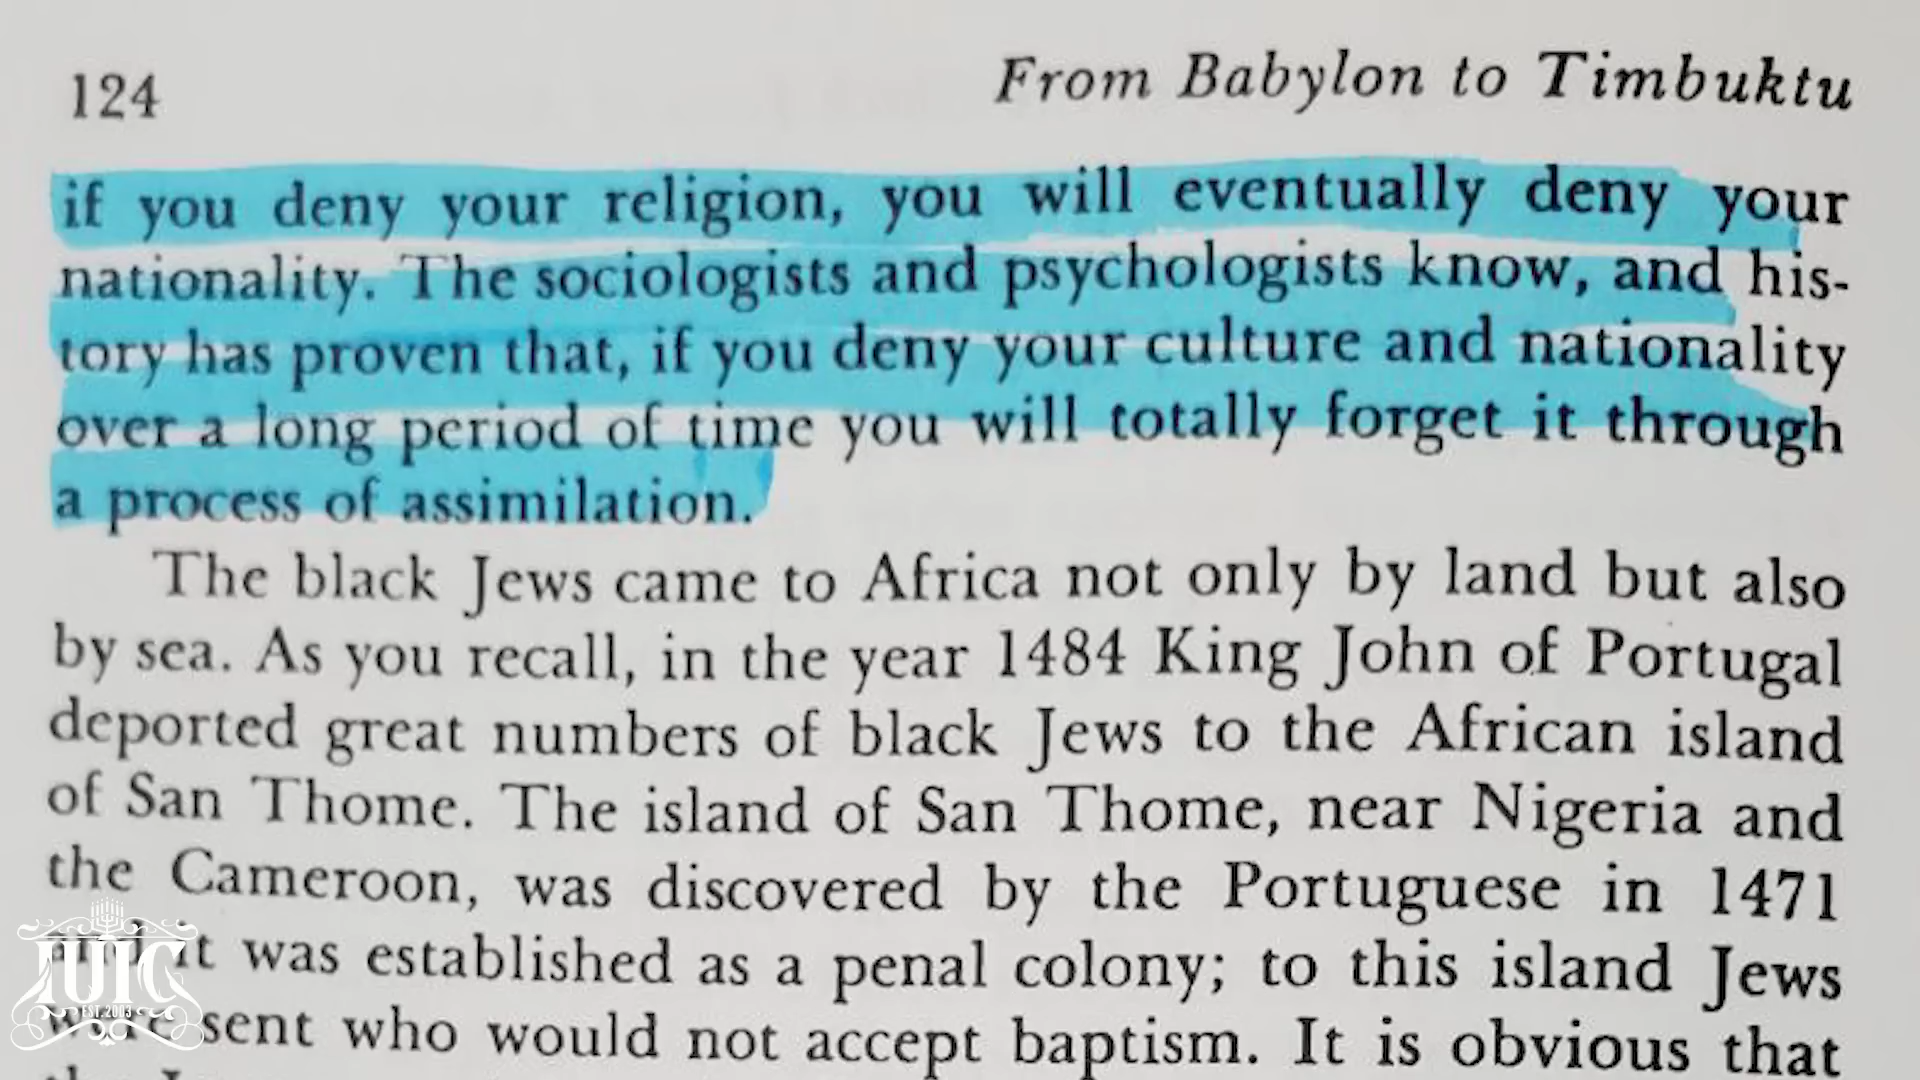 124
From Babylon to Timbuktu
if you deny your religion, you will eventually deny your
nationality. The sociologists and psychologists know, and his-
tory has proven that, if you deny your culture and nationality
over a long period of time you will totally forget it through
a process of assimilation.
The black Jews came to Africa not only by land but also
by sea. As you recall, in the year 1484 King John of Portugal
deported great numbers of black Jews to the African island
of San Thome. The island of San Thome, near Nigeria and
the Cameroon, was discovered by the Portuguese in 1471
and it was established as a penal colony; to this island Jews
were sent who would not accept baptism. It is obvious that
IUIC
EST. 2003